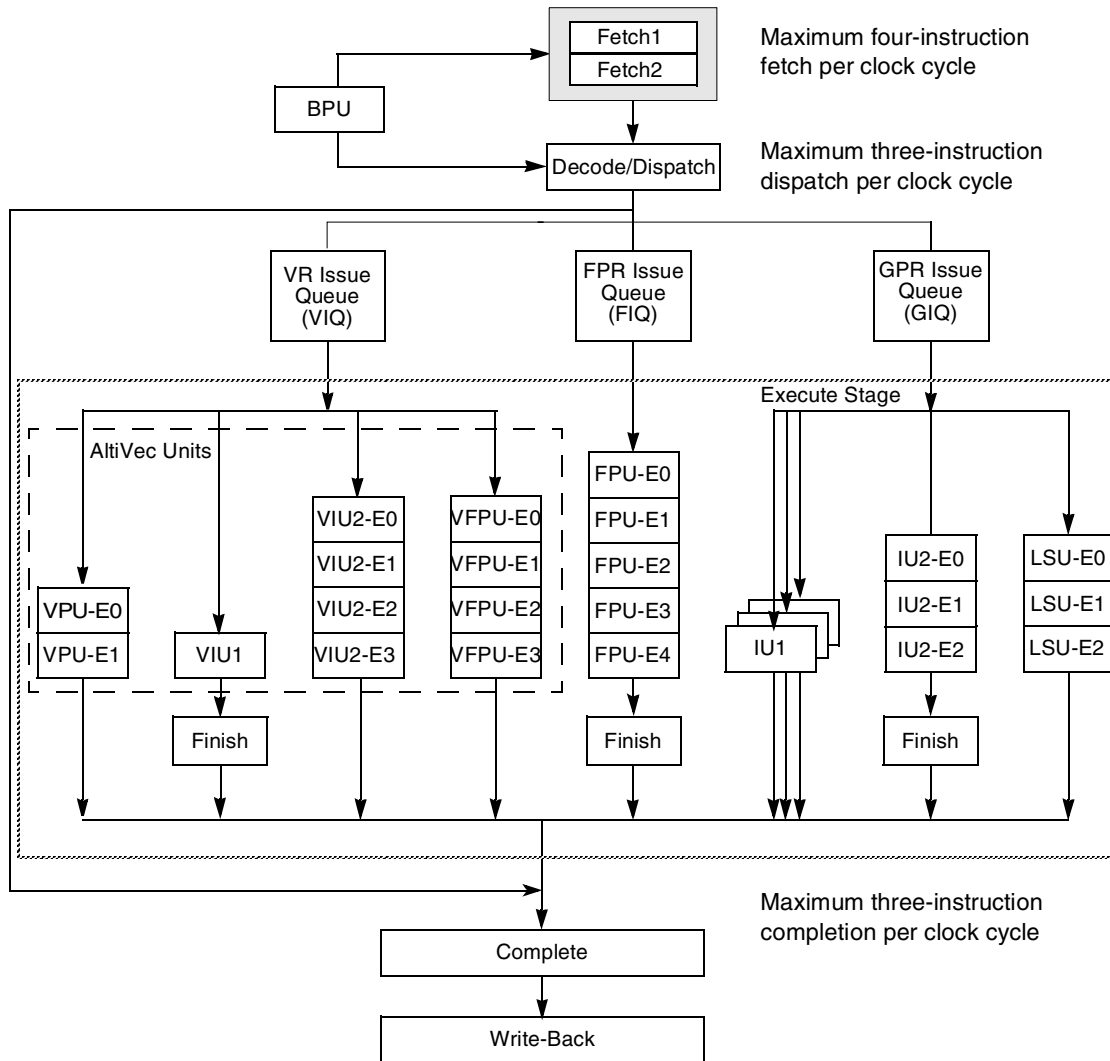 Fetch1
Fetch2
Maximum four-instruction
fetch per clock cycle
BPU
Decode/Dispatch
Maximum three-instruction
dispatch per clock cycle
VR Issue
Queue
(VIQ)
FPR Issue
Queue
(FIQ)
GPR Issue
Queue
(GIQ)
Execute Stage
AltiVec Units
VPU-E0
VPU-E1
VIU1
Finish
VIU2-E0
VIU2-E1
VIU2-E2
VIU2-E3
VFPU-E0
VFPU-E1
VFPU-E2
VFPU-E3
FPU-E0
FPU-E1
FPU-E2
FPU-E3
FPU-E4
Finish
IU1
IU2-E0
IU2-E1
IU2-E2
Finish
LSU-E0
LSU-E1
LSU-E2
Maximum three-instruction
completion per clock cycle
Complete
Write-Back